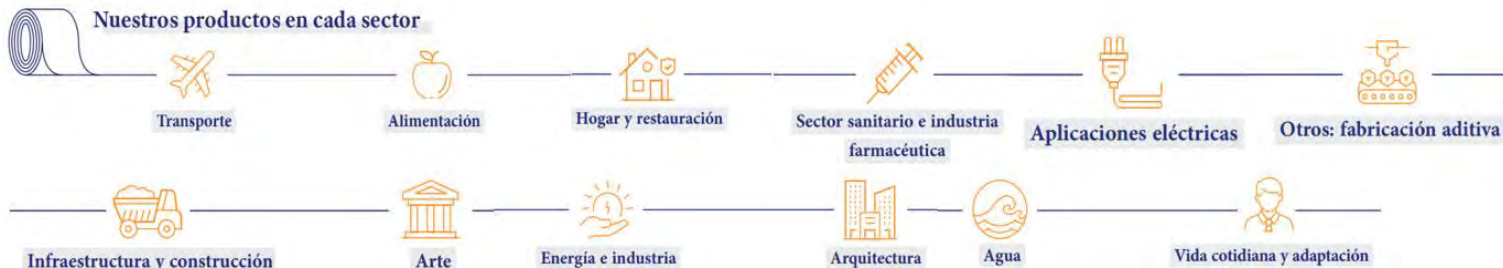 Nuestros productos en cada sector
Transporte
Alimentación
Hogar y restauración
Sector sanitario e industria
farmacéutica
Aplicaciones eléctricas
Otros: fabricación aditiva
Infraestructura y construcción
Arte
Energía e industria
Arquitectura
Agua
Vida cotidiana y adaptación